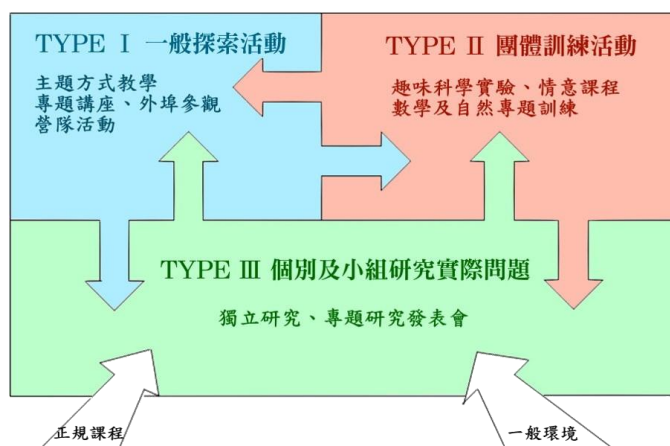 TYPE I 一般探索活動
主題方式教學
專題講座、外埠參觀
營隊活動
TYPE II 團體訓練活動
趣味科學實驗、情意課程
數學及自然專題訓練
TYPE III 個別及小組研究實際問題
獨立研究、專題研究發表會
正規課程
一般環境